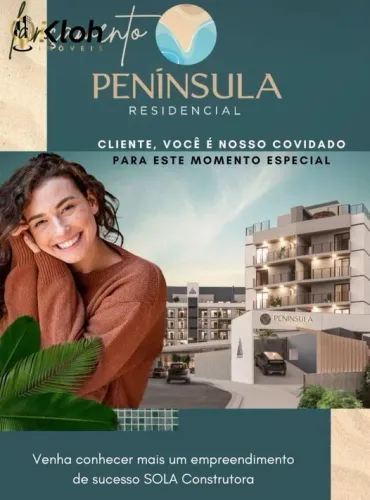 lançamento
Kloh
IMÓVEIS
PENÍNSULA
RESIDENCIAL
CLIENTE, VOCÊ É NOSSO COVIDADO
PARA ESTE MOMENTO ESPECIAL
PENÍNSULA
Venha conhecer mais um empreendimento
de sucesso SOLA Construtora